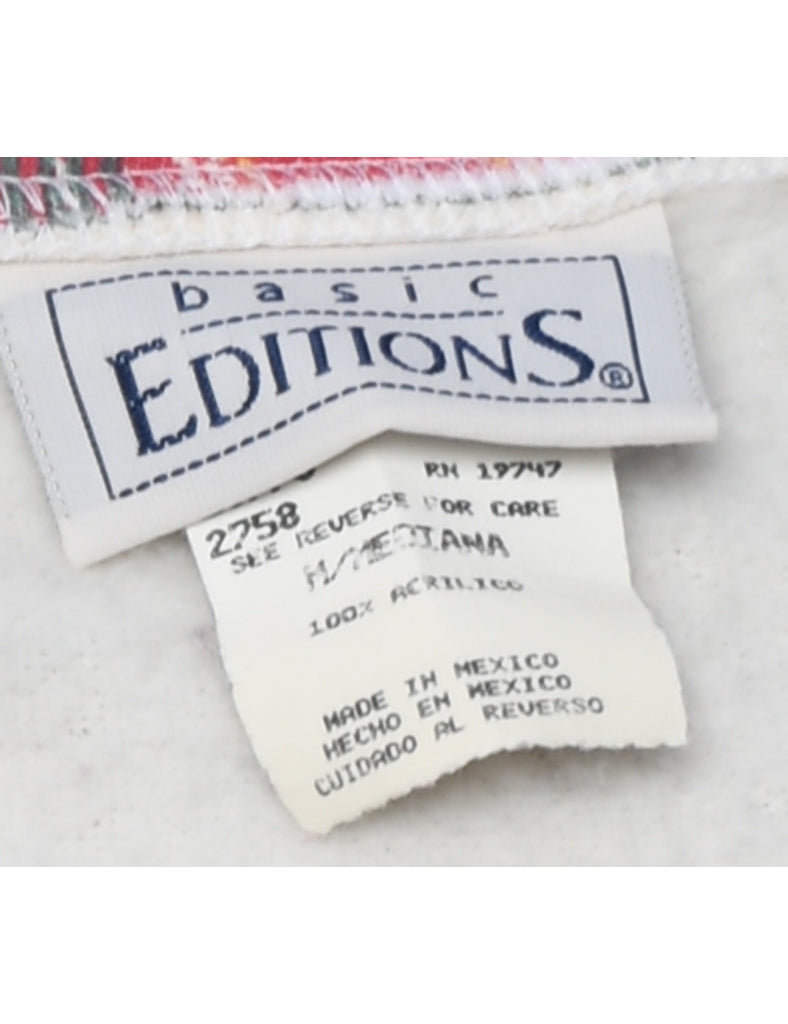 basic
EDITIONS®
RN 19747
2758
SEE REVERSE FOR CARE
M/MEDIANA
100% ACRILICO
MADE IN MEXICO
HECHO EN MEXICO
CUIDADO AL REVERSO